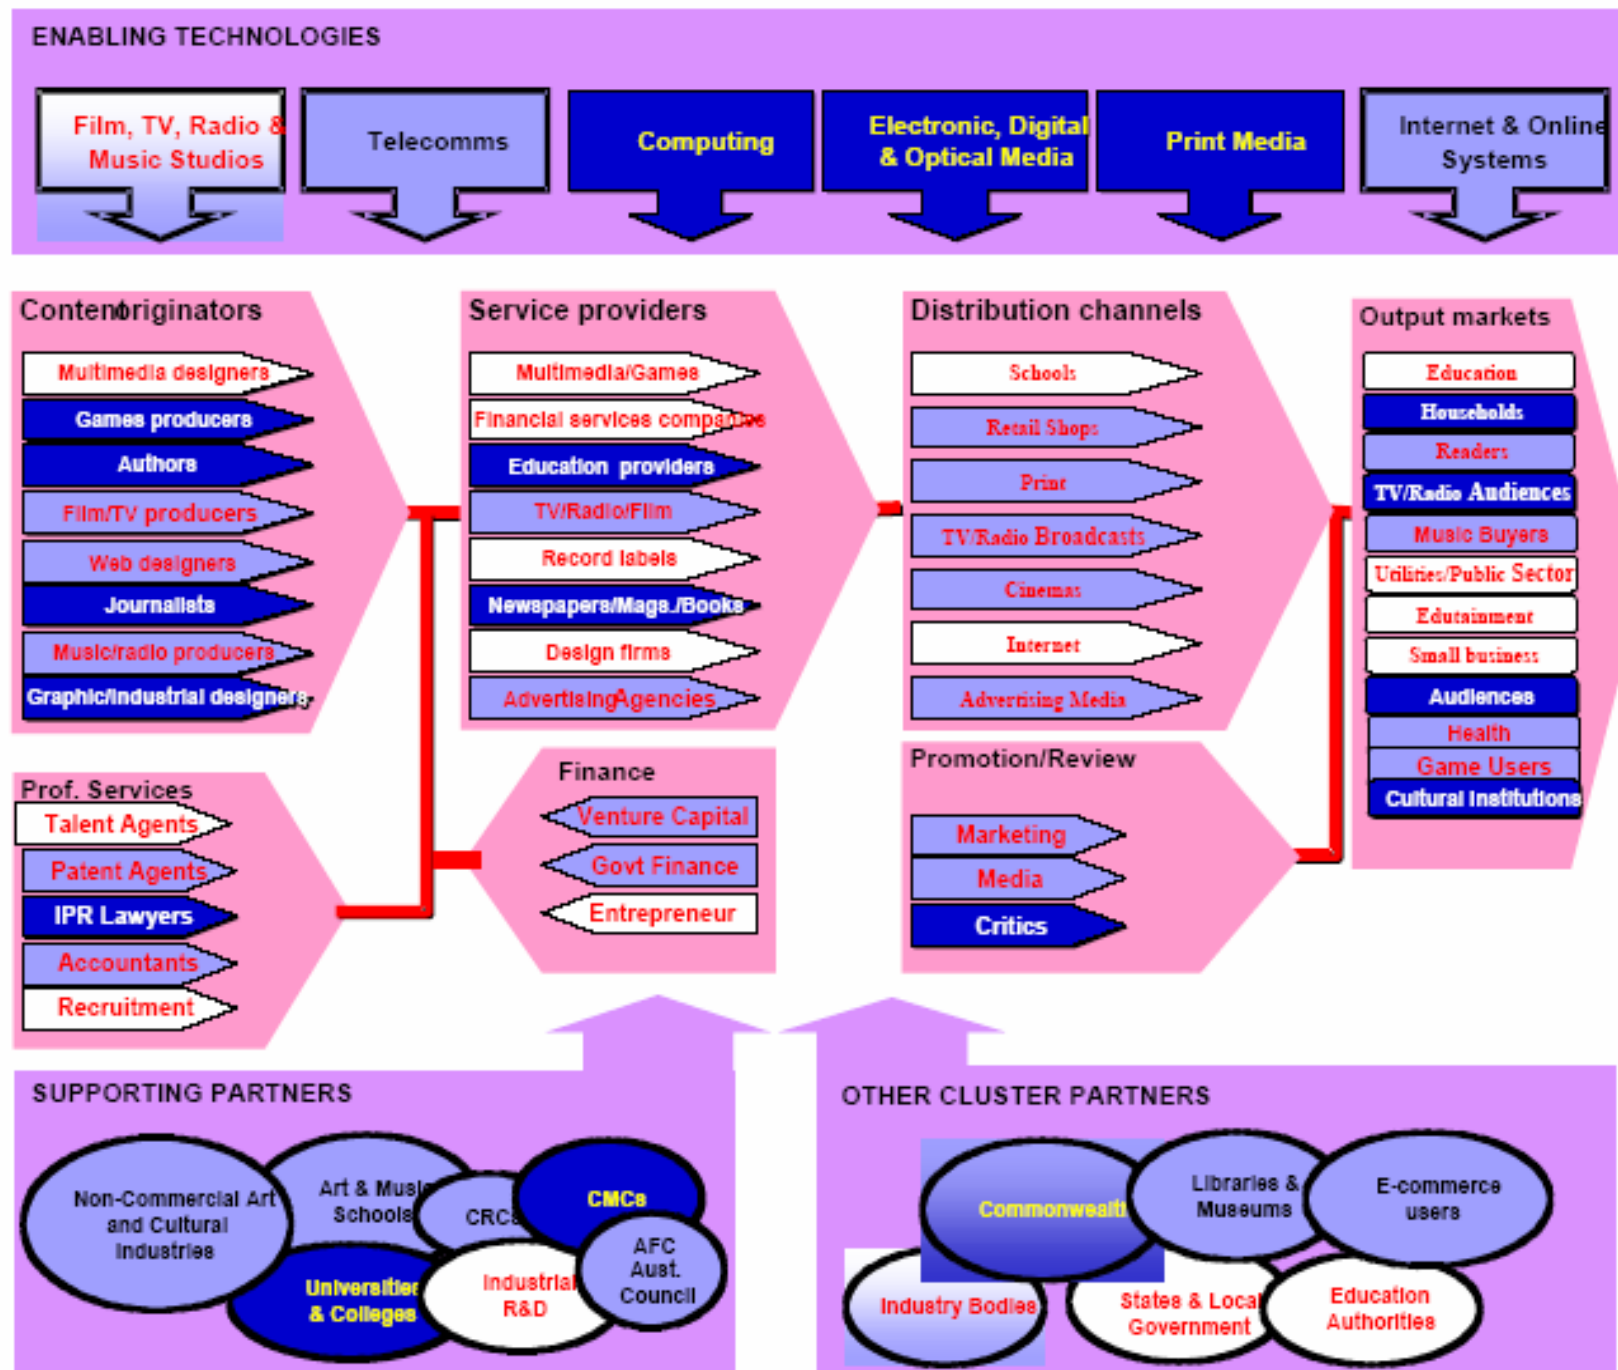 ENABLING TECHNOLOGIES
Film, TV, Radio &
Music Studios
Telecomms
Computing
Electronic, Digital
& Optical Media
Print Media
Internet & Online
Systems
Content originators
Multimedia designers
Games producers
Authors
Film/TV producers
Web designers
Journalists
Music/radio producers
Graphic/Industrial designers
Service providers
Multimedia/Games
Financial services companies
Education providers
TV/Radio/Film
Record labels
Newspapers/Mags./Books
Design firms
Advertising Agencies
Distribution channels
Schools
Retail Shops
Print
TV/Radio Broadcasts
Cinemas
Internet
Advertising Media
Output markets
Education
Households
Readers
TV/Radio Audiences
Music Buyers
Utilities/Public Sector
Edutainment
Small business
Audiences
Health
Game Users
Cultural Institutions
Prof. Services
Talent Agents
Patent Agents
IPR Lawyers
Accountants
Recruitment
Finance
Venture Capital
Govt Finance
Entrepreneur
Promotion/Review
Marketing
Media
Critics
SUPPORTING PARTNERS
Non-Commercial Art
and Cultural
Industries
Art & Music
Schools
CRCs
CMCs
Universities
& Colleges
Industrial
R&D
AFC
Aust.
Council
OTHER CLUSTER PARTNERS
Commonwealth
Libraries &
Museums
E-commerce
users
Industry Bodies
States & Local
Government
Education
Authorities